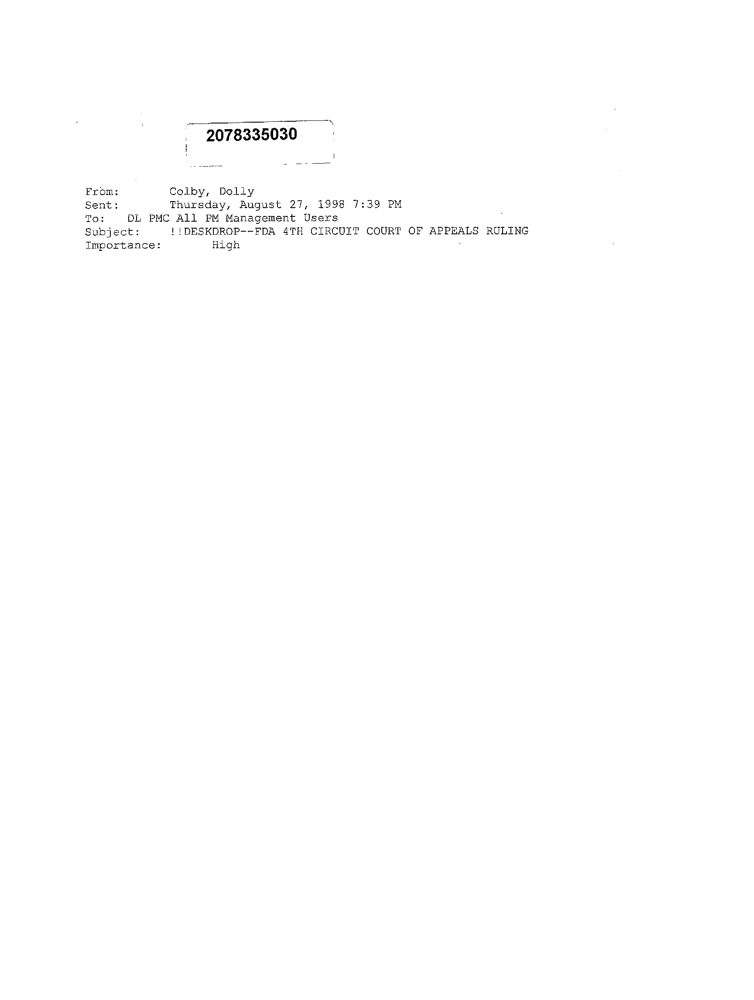 2078335030
From: Colby, Dolly
Sent: Thursday, August 27, 1998 7:39 PM
To: DL PMC All PM Management Users
Subject: !!DESKDROP--FDA 4TH CIRCUIT COURT OF APPEALS RULING
Importance: High